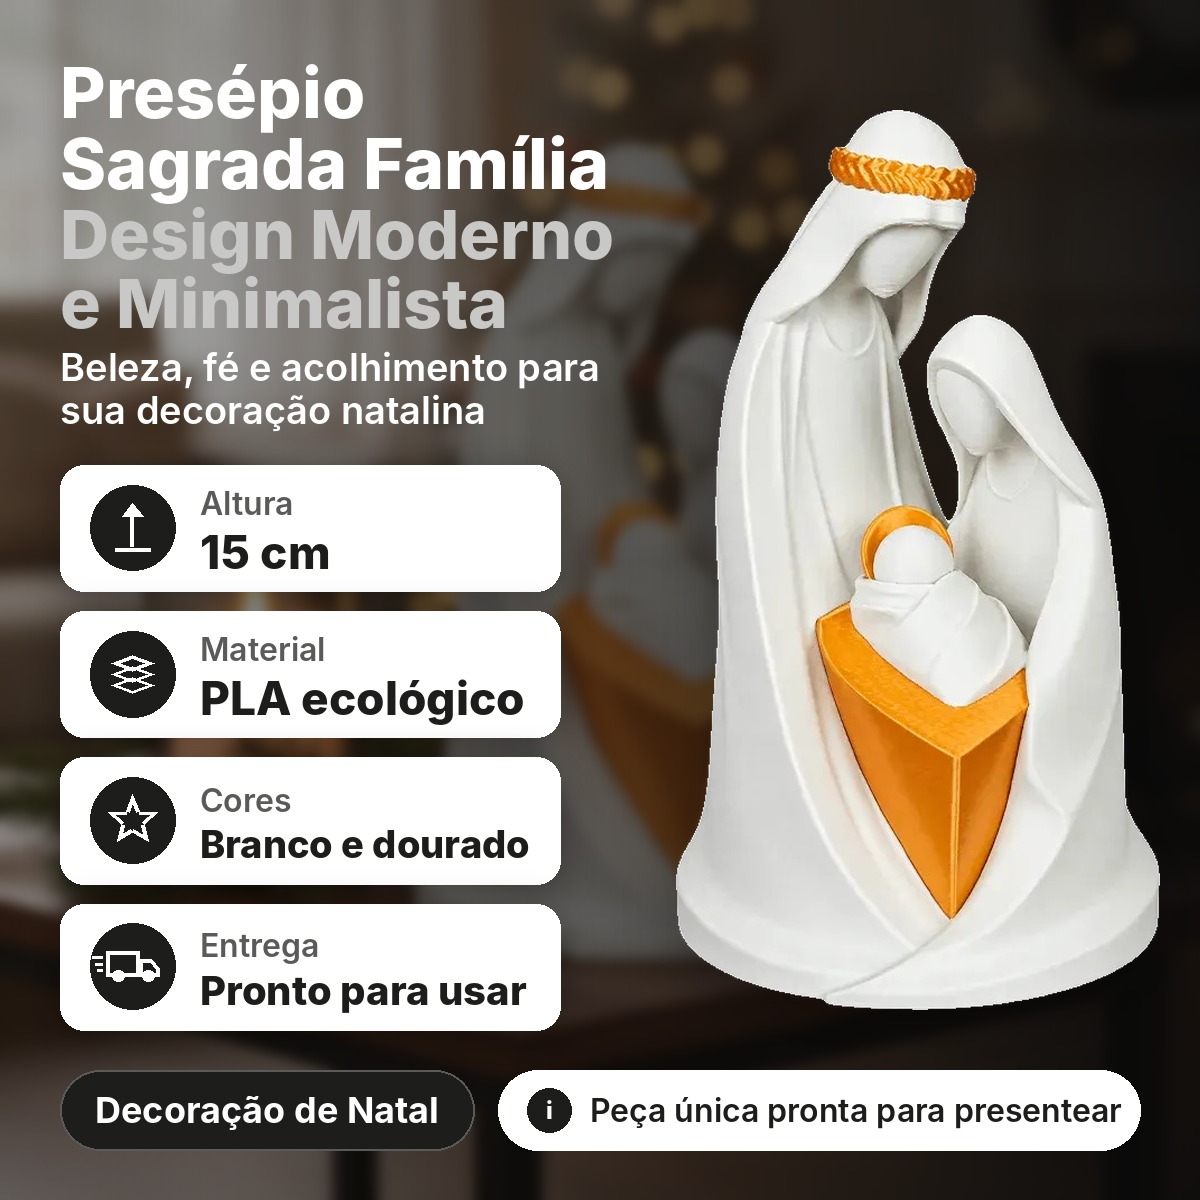 Presépio
Sagrada Família
Design Moderno
e Minimalista
Beleza, fé e acolhimento para
sua decoração natalina
Altura
15 cm
Material
PLA ecológico
Cores
Branco e dourado
Entrega
Pronto para usar
Decoração de Natal
i Peça única pronta para presentear